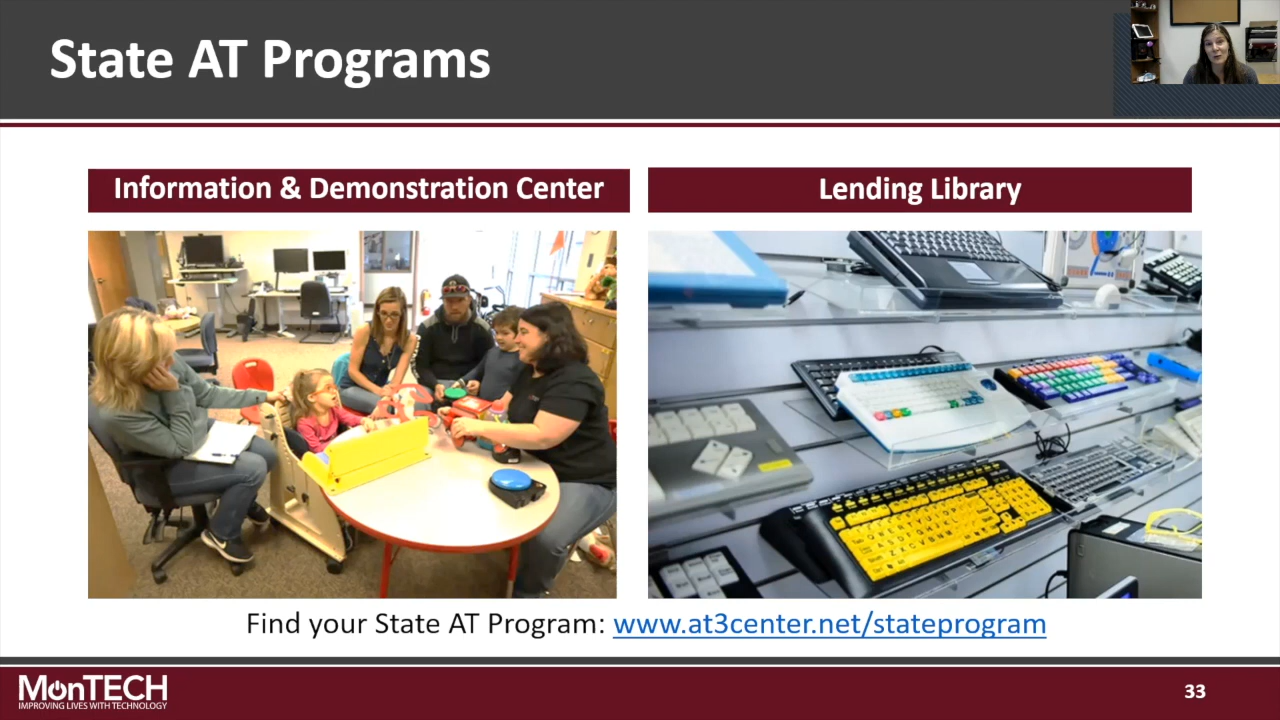 State AT Programs
Information & Demonstration Center
Lending Library
Find your State AT Program: www.at3center.net/stateprogram
MonTECH
IMPROVING LIVES WITH TECHNOLOGY
33